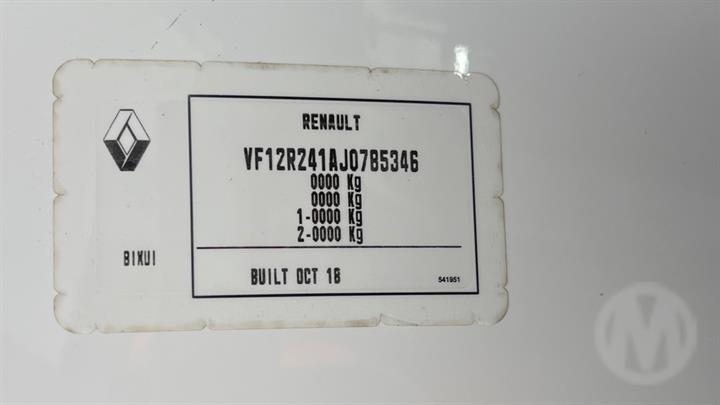 RENAULT
VF12R241AJ0785346
0000 Kg
0000 Kg
1-0000 Kg
2-0000 Kg
BIXUI
BUILT OCT 18
541951
M